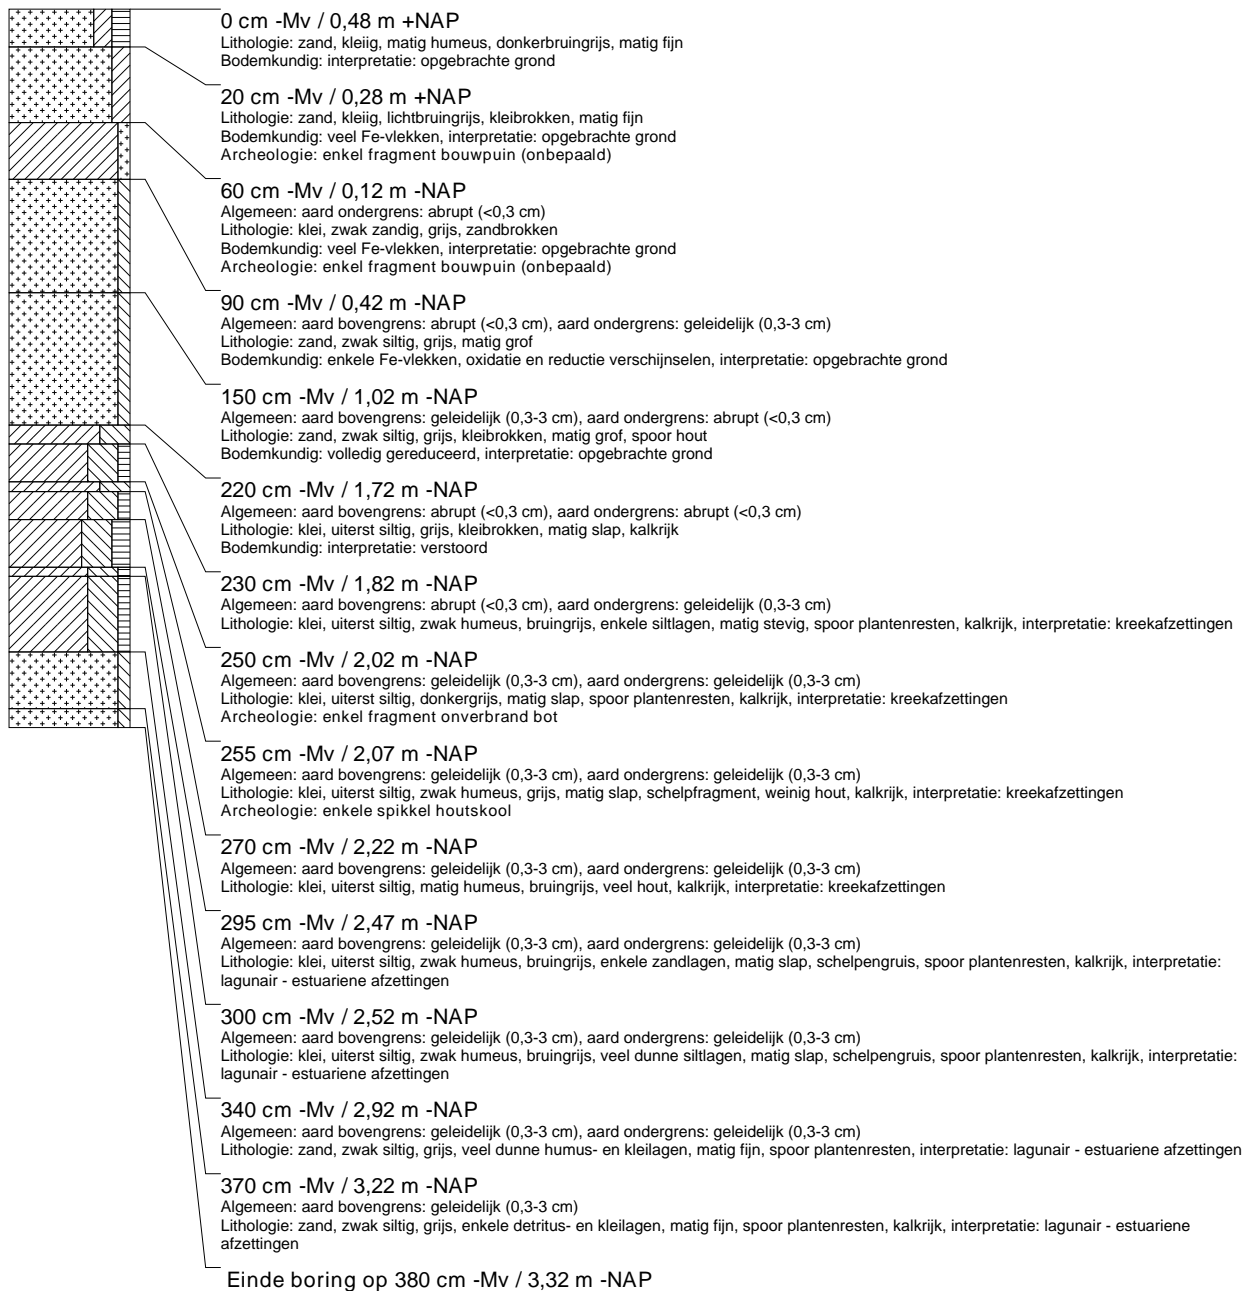 0 cm -Mv / 0,48 m +NAP
Lithologie: zand, kleiig, matig humeus, donkerbruingrijs, matig fijn
Bodemkundig: interpretatie: opgebrachte grond
20 cm -Mv / 0,28 m +NAP
Lithologie: zand, kleiig, lichtbruingrijs, kleibrokken, matig fijn
Bodemkundig: veel Fe-vlekken, interpretatie: opgebrachte grond
Archeologie: enkel fragment bouwpuin (onbepaald)
60 cm -Mv / 0,12 m -NAP
Algemeen: aard ondergrens: abrupt (<0,3 cm)
Lithologie: klei, zwak zandig, grijs, zandbrokken
Bodemkundig: veel Fe-vlekken, interpretatie: opgebrachte grond
Archeologie: enkel fragment bouwpuin (onbepaald)
90 cm -Mv / 0,42 m -NAP
Algemeen: aard bovengrens: abrupt (<0,3 cm), aard ondergrens: geleidelijk (0,3-3 cm)
Lithologie: zand, zwak siltig, grijs, matig grof
Bodemkundig: enkele Fe-vlekken, oxidatie en reductie verschijnselen, interpretatie: opgebrachte grond
150 cm -Mv / 1,02 m -NAP
Algemeen: aard bovengrens: geleidelijk (0,3-3 cm), aard ondergrens: abrupt (<0,3 cm)
Lithologie: zand, zwak siltig, grijs, kleibrokken, matig grof, spoor hout
Bodemkundig: volledig gereduceerd, interpretatie: opgebrachte grond
220 cm -Mv / 1,72 m -NAP
Algemeen: aard bovengrens: abrupt (<0,3 cm), aard ondergrens: abrupt (<0,3 cm)
Lithologie: klei, uiterst siltig, grijs, kleibrokken, matig slap, kalkrijk
Bodemkundig: interpretatie: verstoord
230 cm -Mv / 1,82 m -NAP
Algemeen: aard bovengrens: abrupt (<0,3 cm), aard ondergrens: geleidelijk (0,3-3 cm)
Lithologie: klei, uiterst siltig, zwak humeus, bruingrijs, enkele siltlagen, matig stevig, spoor plantenresten, kalkrijk, interpretatie: kreekafzettingen
250 cm -Mv / 2,02 m -NAP
Algemeen: aard bovengrens: geleidelijk (0,3-3 cm), aard ondergrens: geleidelijk (0,3-3 cm)
Lithologie: klei, uiterst siltig, donkergrijs, matig slap, spoor plantenresten, kalkrijk, interpretatie: kreekafzettingen
Archeologie: enkel fragment onverbrand bot
255 cm -Mv / 2,07 m -NAP
Algemeen: aard bovengrens: geleidelijk (0,3-3 cm), aard ondergrens: geleidelijk (0,3-3 cm)
Lithologie: klei, uiterst siltig, zwak humeus, grijs, matig slap, schelpfragment, weinig hout, kalkrijk, interpretatie: kreekafzettingen
Archeologie: enkele spikkel houtskool
270 cm -Mv / 2,22 m -NAP
Algemeen: aard bovengrens: geleidelijk (0,3-3 cm), aard ondergrens: geleidelijk (0,3-3 cm)
Lithologie: klei, uiterst siltig, matig humeus, bruingrijs, veel hout, kalkrijk, interpretatie: kreekafzettingen
295 cm -Mv / 2,47 m -NAP
Algemeen: aard bovengrens: geleidelijk (0,3-3 cm), aard ondergrens: geleidelijk (0,3-3 cm)
Lithologie: klei, uiterst siltig, zwak humeus, bruingrijs, enkele zandlagen, matig slap, schelpengruis, spoor plantenresten, kalkrijk, interpretatie:
lagunair - estuariene afzettingen
300 cm -Mv / 2,52 m -NAP
Algemeen: aard bovengrens: geleidelijk (0,3-3 cm), aard ondergrens: geleidelijk (0,3-3 cm)
Lithologie: klei, uiterst siltig, zwak humeus, bruingrijs, veel dunne siltlagen, matig slap, schelpengruis, spoor plantenresten, kalkrijk, interpretatie:
lagunair - estuariene afzettingen
340 cm -Mv / 2,92 m -NAP
Algemeen: aard bovengrens: geleidelijk (0,3-3 cm), aard ondergrens: geleidelijk (0,3-3 cm)
Lithologie: zand, zwak siltig, grijs, veel dunne humus- en kleilagen, matig fijn, spoor plantenresten, interpretatie: lagunair - estuariene afzettingen
370 cm -Mv / 3,22 m -NAP
Algemeen: aard bovengrens: geleidelijk (0,3-3 cm)
Lithologie: zand, zwak siltig, grijs, enkele detritus- en kleilagen, matig fijn, spoor plantenresten, kalkrijk, interpretatie: lagunair - estuariene
afzettingen
Einde boring op 380 cm -Mv / 3,32 m -NAP